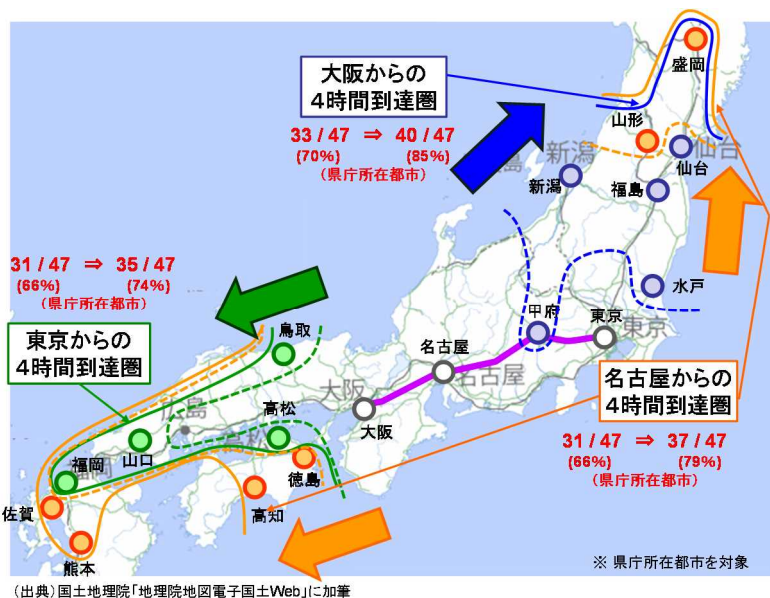 盛岡
大阪からの
4時間到達圏
山形
33 / 47 ⇒ 40 / 47
(70%) (85%)
(県庁所在都市)
新潟
仙台
仙台
新潟
福島
31 / 47 ⇒ 35 / 47
(66%) (74%)
(県庁所在都市)
水戸
鳥取
甲府
東京
東京
東京からの
4時間到達圏
名古屋
名古屋
大阪
名古屋からの
4時間到達圏
島
高松
高松
大阪
31 / 47 ⇒ 37 / 47
(66%) (79%)
(県庁所在都市)
福岡
福岡
山口
徳島
佐賀
高知
熊本
※ 県庁所在都市を対象
(出典)国土地理院「地理院地図電子国土Web」に加筆